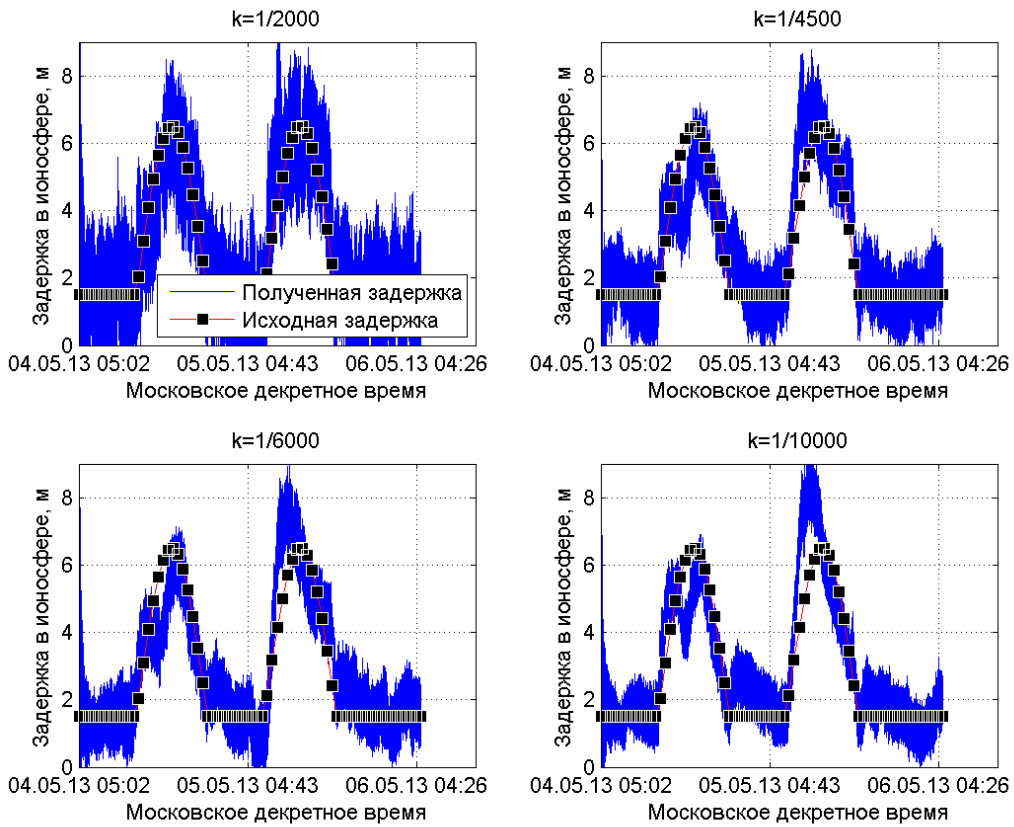 k=1/2000
Задержка в ионосфере, м
8
6
4
2
0
Полученная задержка
Исходная задержка
04.05.13 05:02
05.05.13 04:43
06.05.13 04:26
Московское декретное время
k=1/4500
Задержка в ионосфере, м
8
6
4
2
0
04.05.13 05:02
05.05.13 04:43
06.05.13 04:26
Московское декретное время
k=1/6000
Задержка в ионосфере, м
8
6
4
2
0
04.05.13 05:02
05.05.13 04:43
06.05.13 04:26
Московское декретное время
k=1/10000
Задержка в ионосфере, м
8
6
4
2
0
04.05.13 05:02
05.05.13 04:43
06.05.13 04:26
Московское декретное время